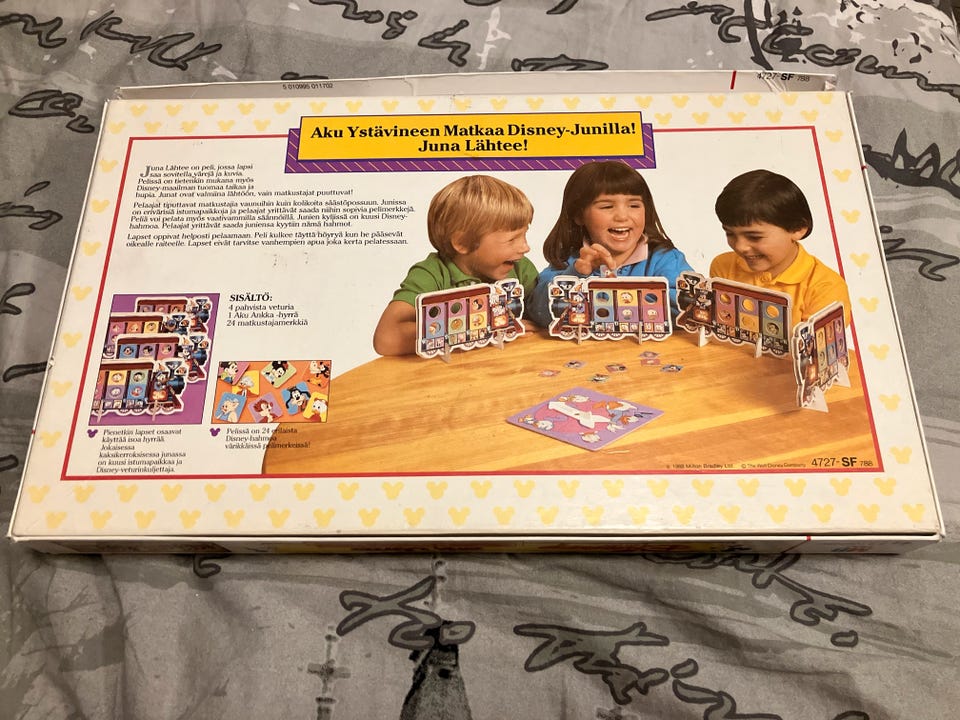 5 010995 011702
4727-SF 788
Aku Ystävineen Matkaa Disney-Junilla!
Juna Lähtee!
Juna Lähtee on peli, jossa lapsi
saa sovitella värejä ja kuvia.
Pelissä on tietenkin mukana myös
Disney-maailman tuomaa taikaa ja
hupia. Junat ovat valmiina lähtöön, vain matkustajat puuttuvat!
Pelaajat tiputtavat matkustajia vaunuihin kuin kolikoita säästöpossuun. Junissa
on erivärisiä istumapaikkoja ja pelaajat yrittävät saada niihin sopivia pelimerkkejä.
Peliä voi pelata myös vaativammilla säännöillä. Junien kyljissä on kuusi Disney-
hahmoa. Pelaajat yrittävät saada juniensa kyytiin nämä hahmot.
Lapset oppivat helposti pelaamaan. Peli kulkee täyttä höyryä kun he pääsevät
oikealle raiteelle. Lapset eivät tarvitse vanhempien apua joka kerta pelatessaan.
SISÄLTÖ:
4 pahvista veturia
1 Aku Ankka -hyrrä
24 matkustajamerkkiä
Pienetkin lapset osaavat
käyttää isoa hyrrää.
Jokaisessa
kaksikerroksisessa junassa
on kuusi istumapaikkaa ja
Disney-veturinkuljettaja.
Pelissä on 24 erilaista
Disney-hahmoa
värikkäissä pelimerkeissä!
© 1988 Milton Bradley Ltd. © The Walt Disney Company 4727-SF 788